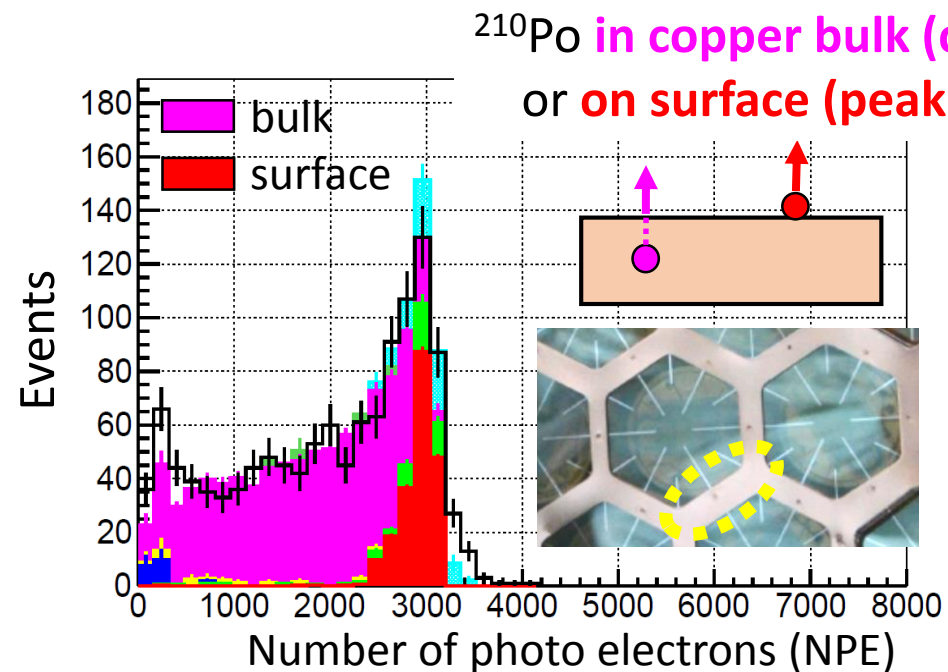 ²¹⁰Po in copper bulk (
or on surface (peak
bulk
surface
180
160
140
120
100
80
60
40
20
0
Events
0 1000 2000 3000 4000 5000 6000 7000 8000
Number of photo electrons (NPE)